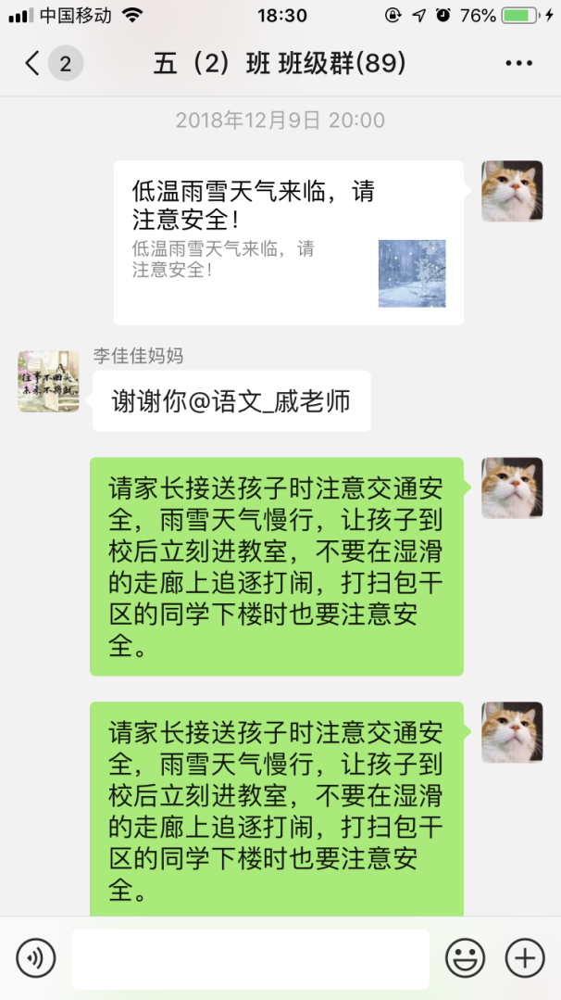 中国移动 18:30 76%
2 五（2）班 班级群(89)
2018年12月9日 20:00
低温雨雪天气来临，请
注意安全！
低温雨雪天气来临，请
注意安全！
李佳佳妈妈
往事不回头，
未来不将就。
谢谢你@语文_戚老师
请家长接送孩子时注意交通安
全，雨雪天气慢行，让孩子到
校后立刻进教室，不要在湿滑
的走廊上追逐打闹，打扫包干
区的同学下楼时也要注意安
全。
请家长接送孩子时注意交通安
全，雨雪天气慢行，让孩子到
校后立刻进教室，不要在湿滑
的走廊上追逐打闹，打扫包干
区的同学下楼时也要注意安
全。